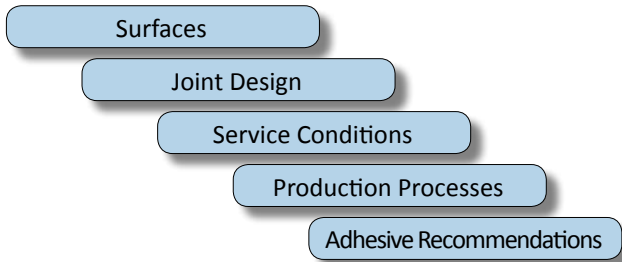 Surfaces
Joint Design
Service Conditions
Production Processes
Adhesive Recommendations